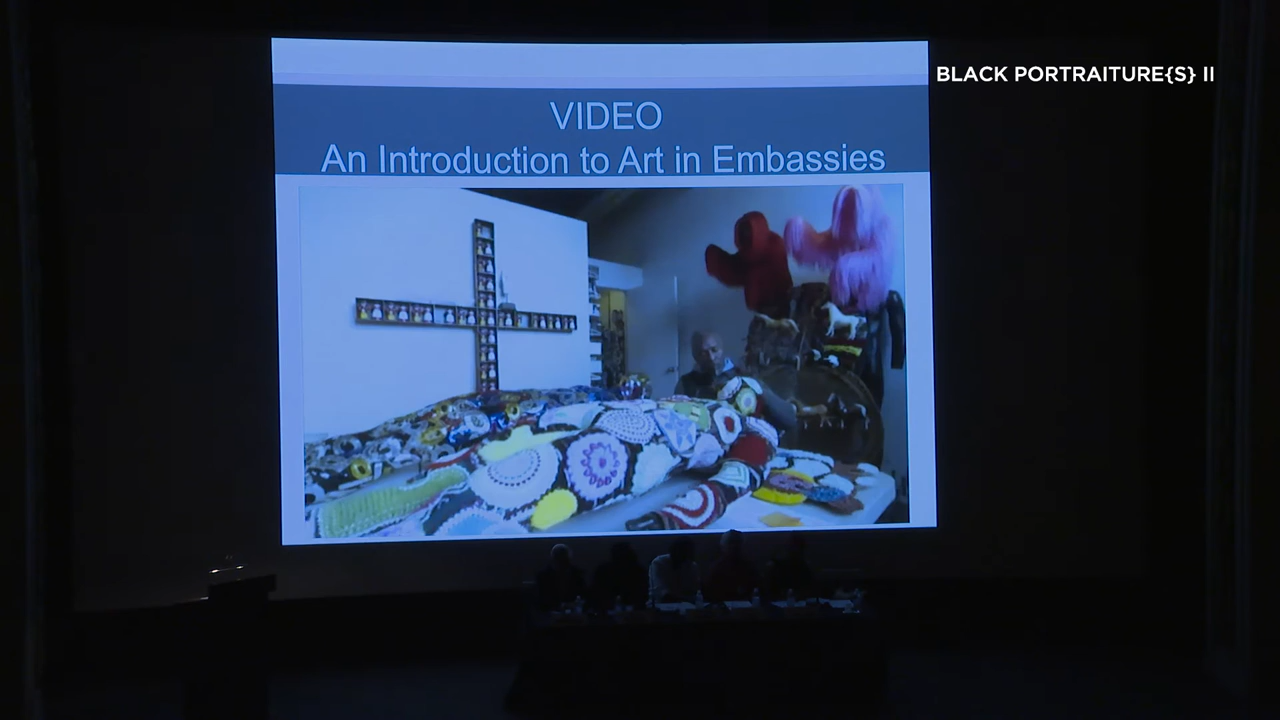 BLACK PORTRAITURE{S} II
VIDEO
An Introduction to Art in Embassies